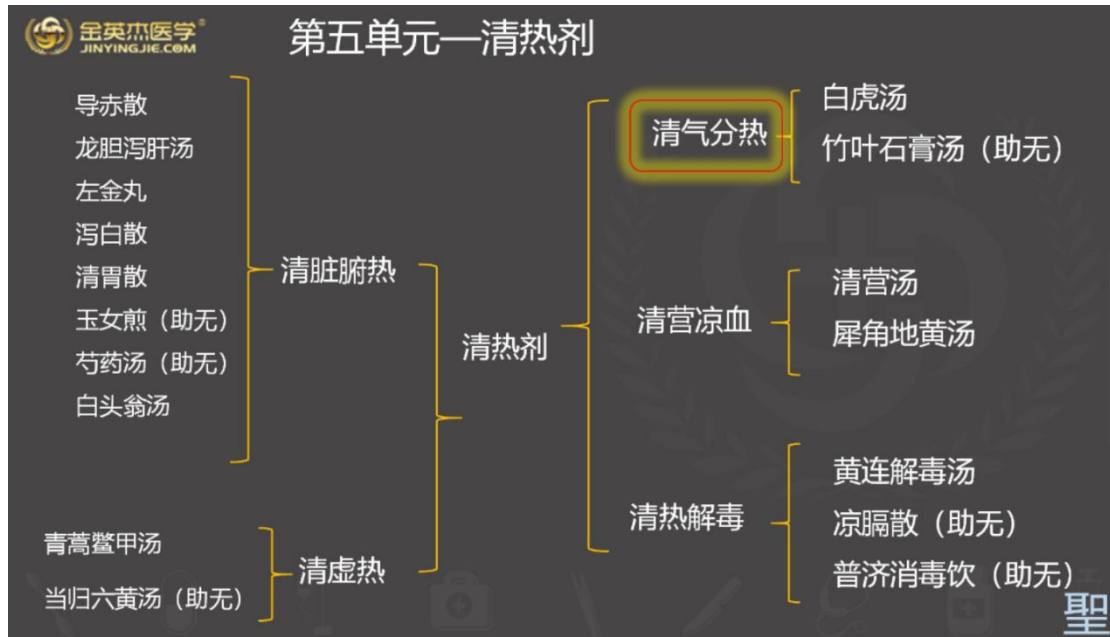 金英杰医学®
JINYINGJIE.COM
第五单元—清热剂
导赤散
龙胆泻肝汤
左金丸
泻白散
清胃散
玉女煎（助无）
芍药汤（助无）
白头翁汤
清脏腑热
青蒿鳖甲汤
当归六黄汤（助无）
清虚热
清热剂
清气分热
白虎汤
竹叶石膏汤（助无）
清营凉血
清营汤
犀角地黄汤
清热解毒
黄连解毒汤
凉膈散（助无）
普济消毒饮（助无）
聖